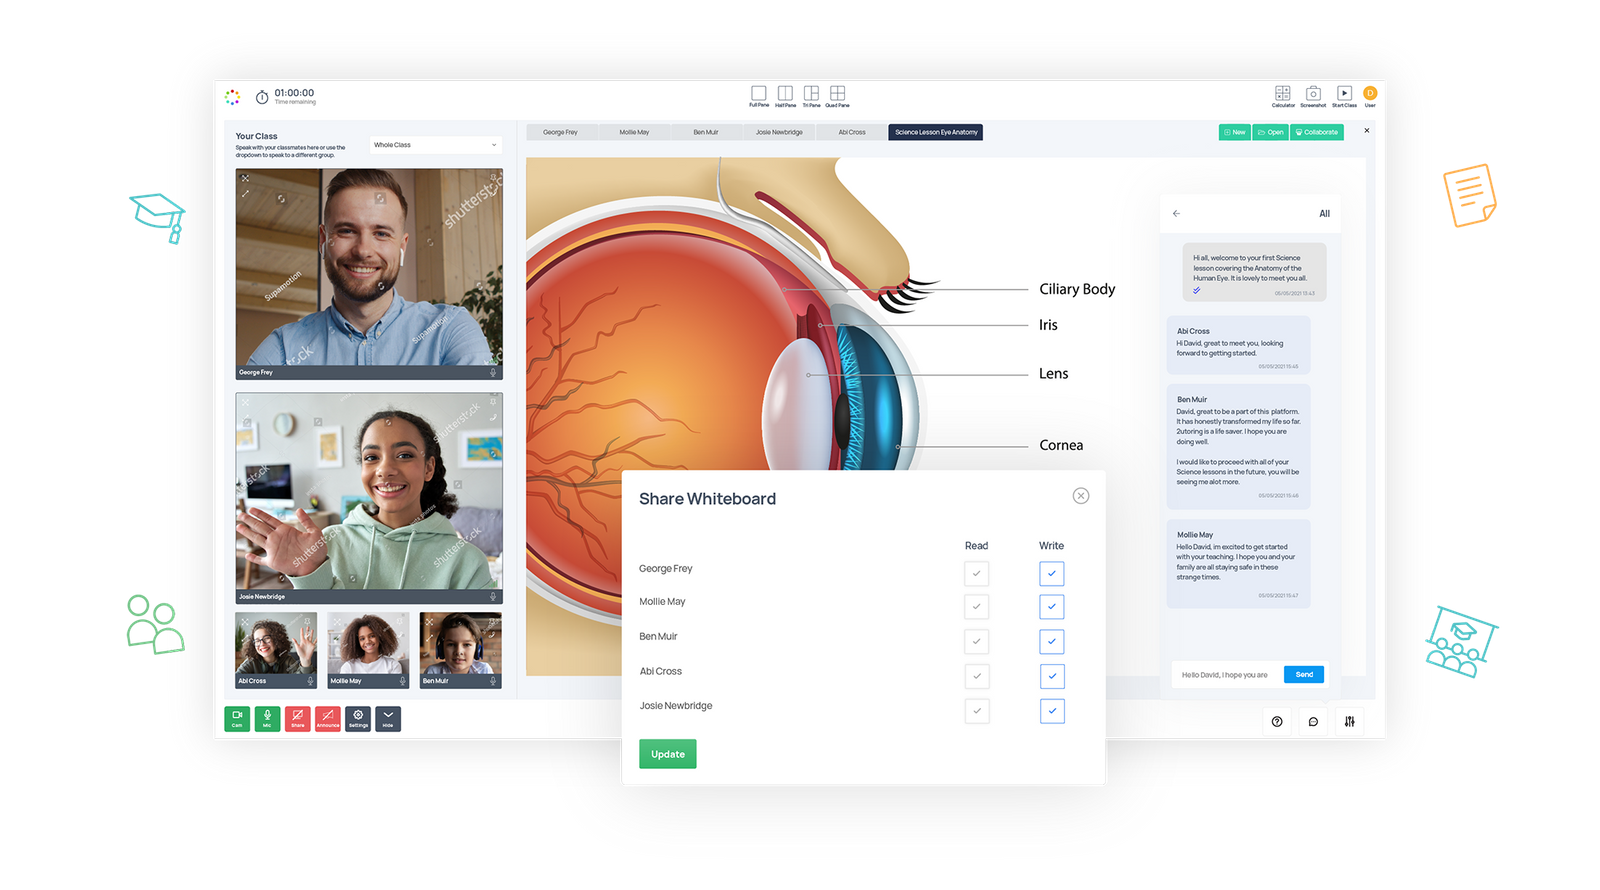 01:00:00
Time remaining
Full Pane
Half Pane
Tri Pane
Quad Pane
Calculator
Screenshot
Start Class
D
User
Your Class
Speak with your classmates here or use the
dropdown to speak to a different group.
Whole Class
George Frey
Mollie May
Ben Muir
Josie Newbridge
Abi Cross
Science Lesson Eye Anatomy
New
Open
Collaborate
shutterstock
Supamotion
Supamotion
George Frey
shutterstock
shutterstock
shutterstock
Josie Newbridge
Abi Cross
Mollie May
Ben Muir
Cam
Mic
Share
Announce
Settings
Hide
Ciliary Body
Iris
Lens
Cornea
All
Hi all, welcome to your first Science
lesson covering the Anatomy of the
Human Eye. It is lovely to meet you all.
05/05/2021 15:43
Abi Cross
Hi David, great to meet you, looking
forward to getting started.
05/05/2021 15:45
Ben Muir
David, great to be a part of this platform.
It has honestly transformed my life so far.
2utoring is a life saver. I hope you are
doing well.
I would like to proceed with all of your
Science lessons in the future, you will be
seeing me alot more.
05/05/2021 15:46
Mollie May
Hello David, im excited to get started
with your teaching. I hope you and your
family are all staying safe in these
strange times.
05/05/2021 15:47
Hello David, I hope you are
Send
Share Whiteboard
Read
Write
George Frey
Mollie May
Ben Muir
Abi Cross
Josie Newbridge
Update